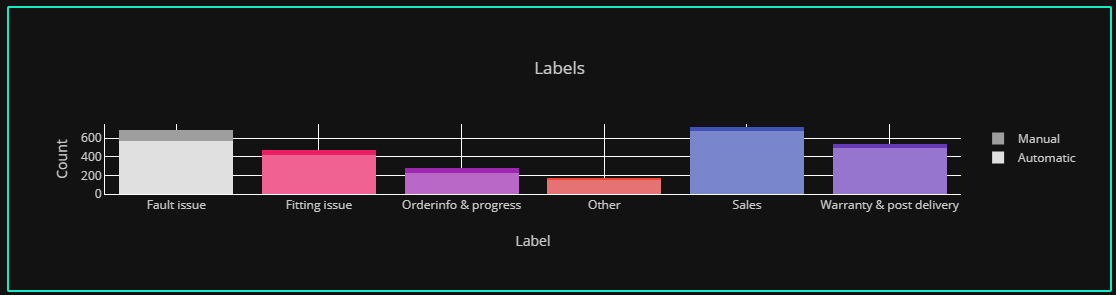 Labels
600
400
200
0
Count
Fault issue
Fitting issue
Orderinfo & progress
Other
Sales
Warranty & post delivery
Label
Manual
Automatic